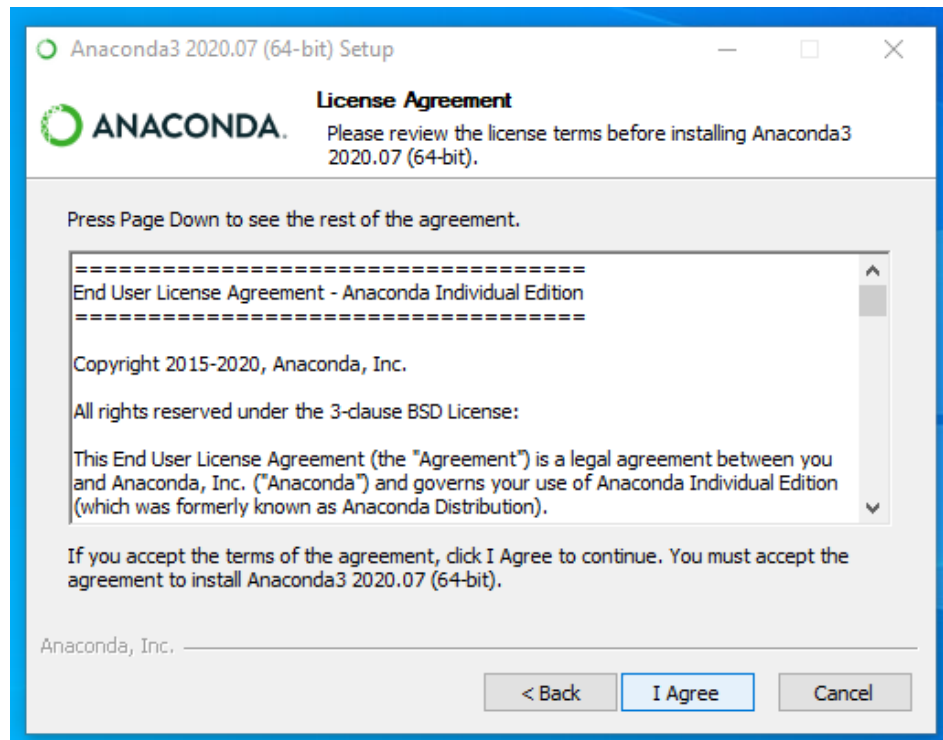 Anaconda3 2020.07 (64-bit) Setup
ANACONDA.
License Agreement
Please review the license terms before installing Anaconda3
2020.07 (64-bit).
Press Page Down to see the rest of the agreement.
===================================
End User License Agreement - Anaconda Individual Edition
===================================
Copyright 2015-2020, Anaconda, Inc.
All rights reserved under the 3-clause BSD License:
This End User License Agreement (the "Agreement") is a legal agreement between you
and Anaconda, Inc. ("Anaconda") and governs your use of Anaconda Individual Edition
(which was formerly known as Anaconda Distribution).
If you accept the terms of the agreement, click I Agree to continue. You must accept the
agreement to install Anaconda3 2020.07 (64-bit).
Anaconda, Inc.
< Back
I Agree
Cancel